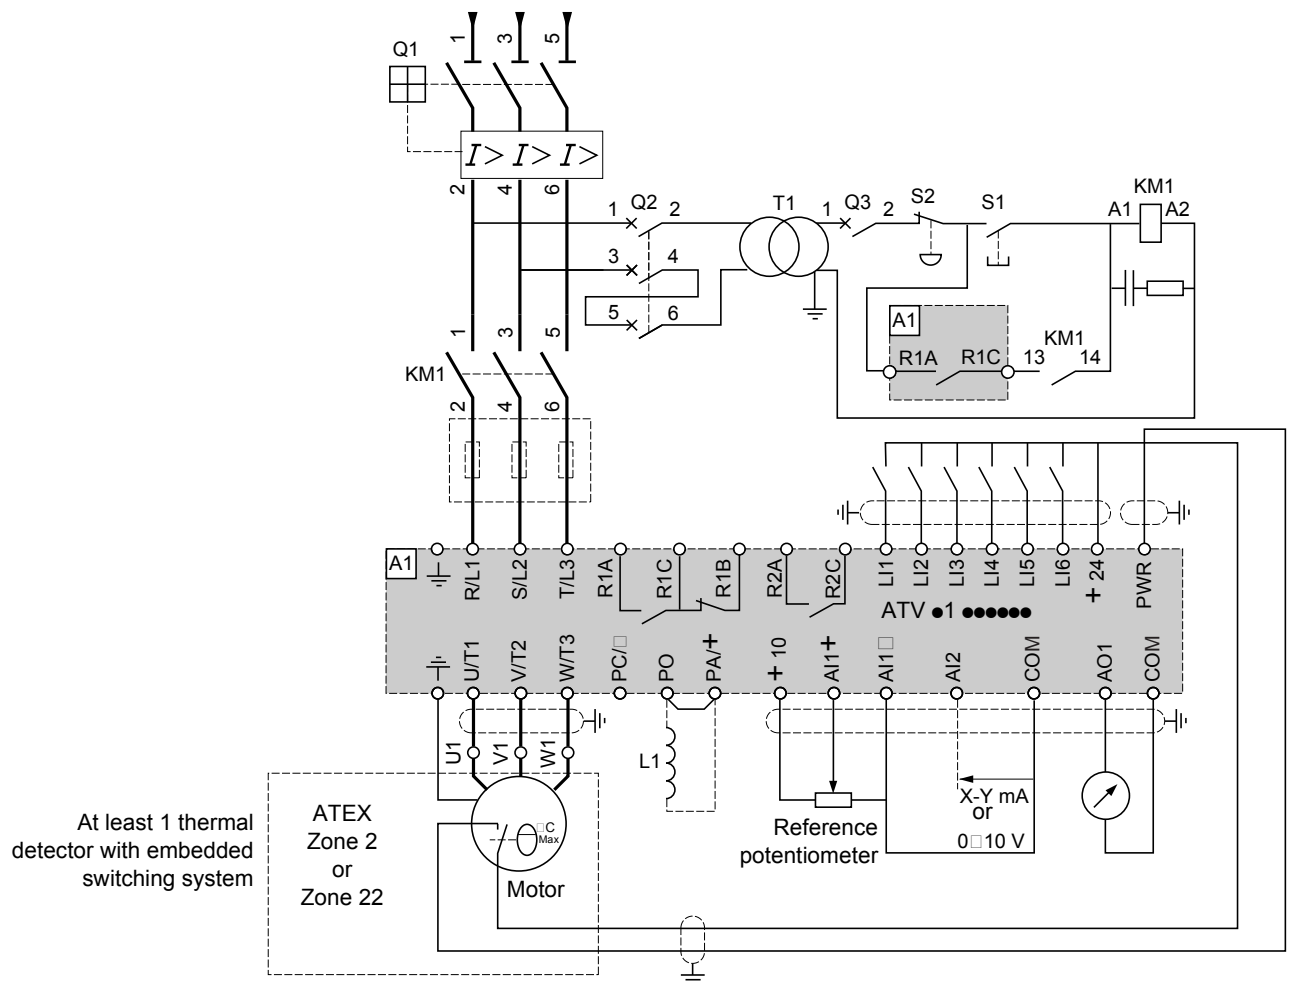 1 3 5
Q1
I> I> I>
2 4 6
1 Q2 2
3 4
5 6
T1
1 Q3 2
S2
S1
KM1
A1 A2
A1
R1A R1C
KM1
13 14
1 3 5
KM1
2 4 6
A1
R/L1 S/L2 T/L3 R1A R1C R1B R2A R2C LI1 LI2 LI3 LI4 LI5 LI6 + 24 PWR
ATV ●1 ●●●●●●
U/T1 V/T2 W/T3 PC/□ PO PA/+ + 10 AI1+ AI1□ AI2 COM AO1 COM
U1 V1 W1
L1
X-Y mA
or
0□10 V
Reference
potentiometer
At least 1 thermal
detector with embedded
switching system
ATEX
Zone 2
or
Zone 22
□C
Max
Motor